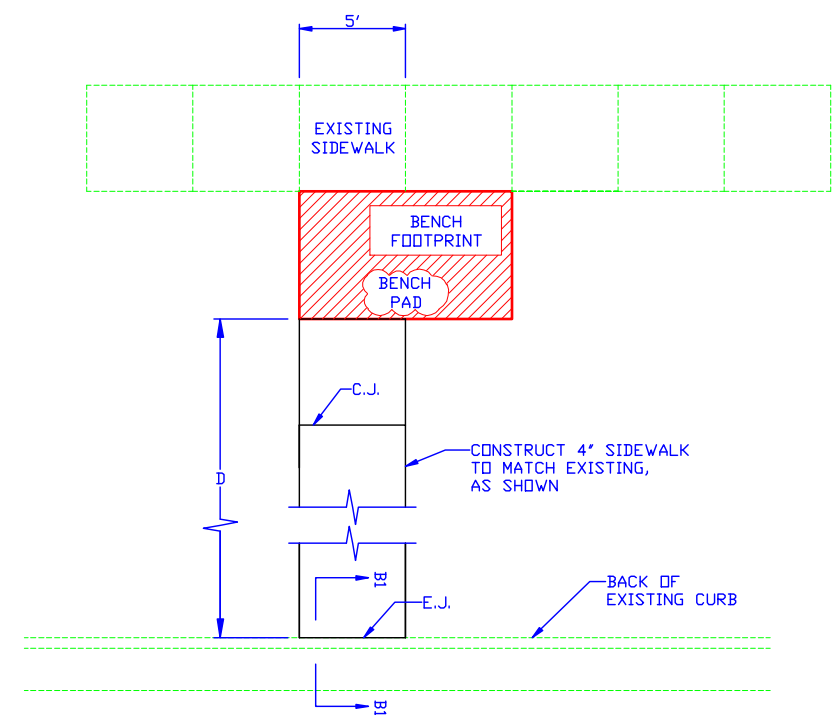 5'
EXISTING
SIDEWALK
BENCH
FOOTPRINT
BENCH
PAD
C.J.
D
CONSTRUCT 4" SIDEWALK
TO MATCH EXISTING,
AS SHOWN
B1
E.J.
BACK OF
EXISTING CURB
B1